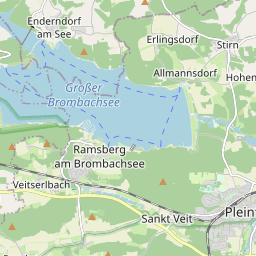 Enderndorf
am See
Erlingsdorf
Stirn
Allmannsdorf
Hohen
Großer
Brombachsee
Ramsberg
am Brombachsee
Veitserlbach
Sankt Veit
Plein